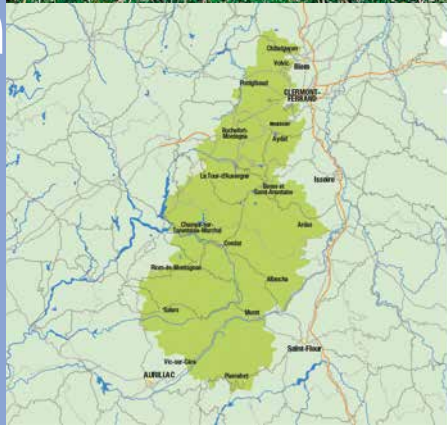 Châtelguyon
Volvic
Riom
Pontgibaud
CLERMONT-
FERRAND
Rochefort-
Montagne
Aydat
La Tour-d'Auvergne
Issoire
Besse-et
Saint-Anastaise
Champs-sur-
Tarentaine-Marchal
Ardes
Condat
Riom-ès-Montagnes
Allanche
Salers
Murat
Saint-Flour
Vic-sur-Cère
AURILLAC
Pierrefort